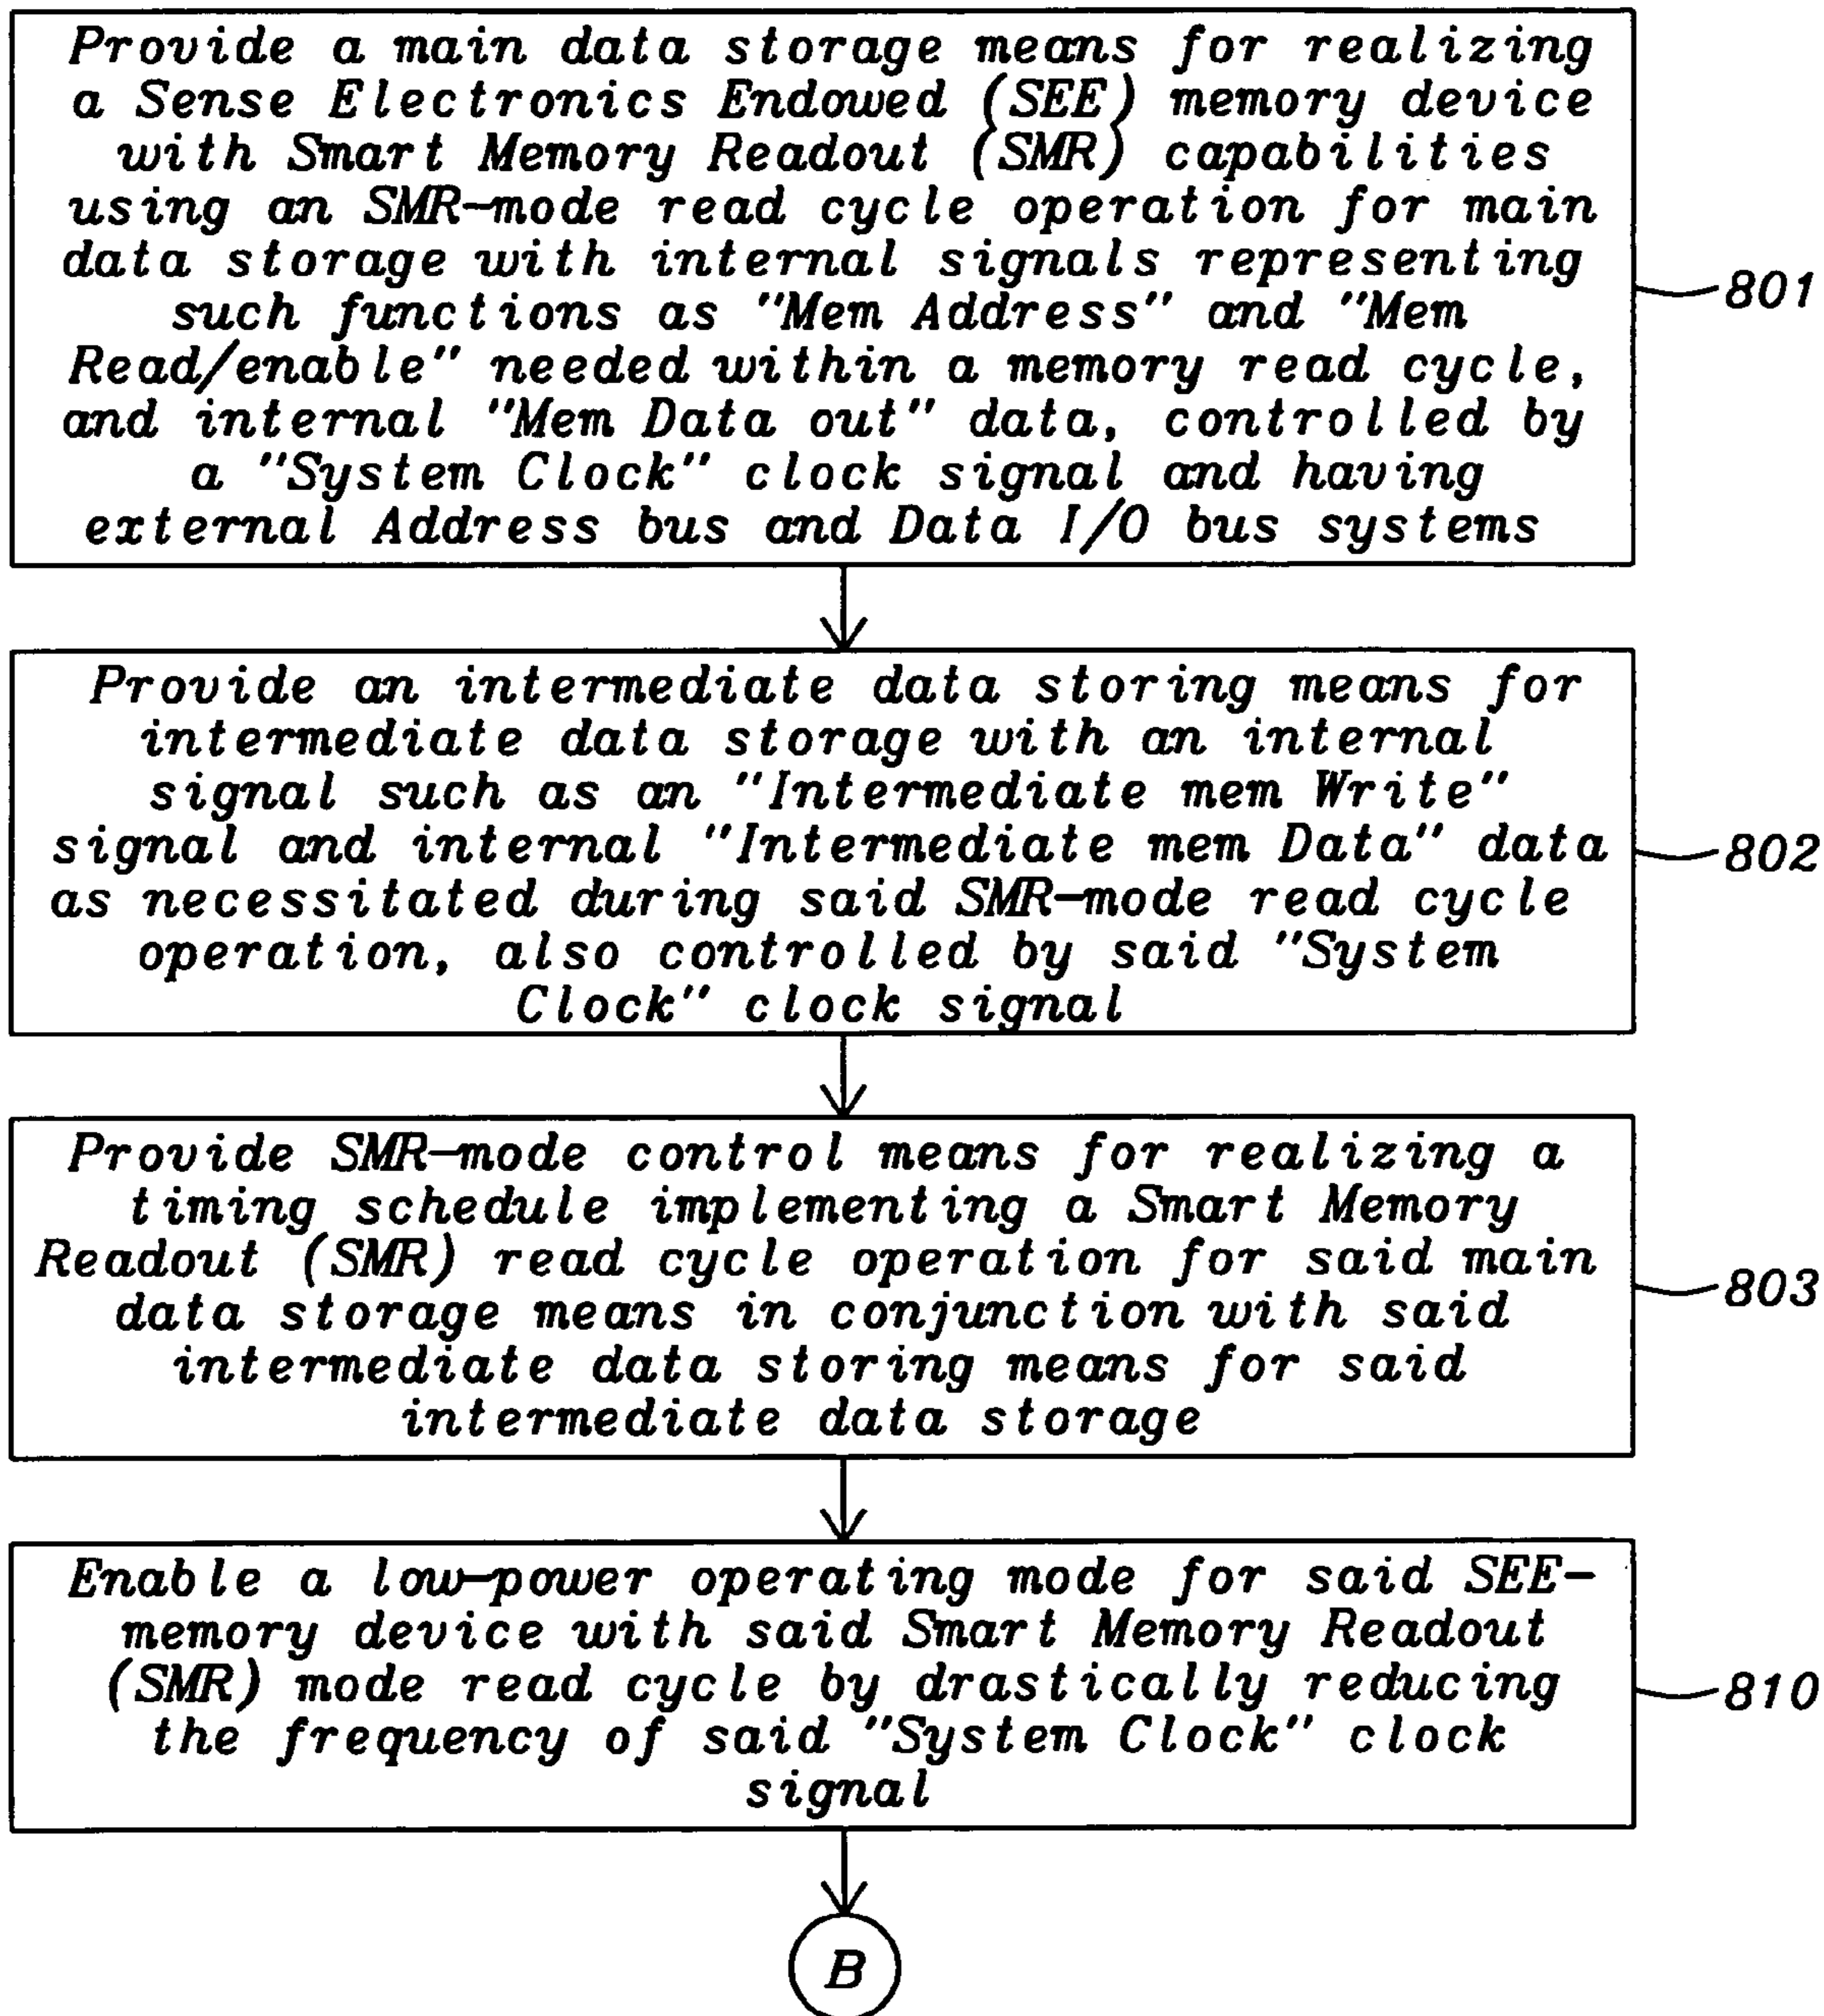 Provide a main data storage means for realizing
a Sense Electronics Endowed (SEE) memory device
with Smart Memory Readout (SMR) capabilities
using an SMR-mode read cycle operation for main
data storage with internal signals representing
such functions as "Mem Address" and "Mem
Read/enable" needed within a memory read cycle,
and internal "Mem Data out" data, controlled by
a "System Clock" clock signal and having
external Address bus and Data I/O bus systems
801
Provide an intermediate data storing means for
intermediate data storage with an internal
signal such as an "Intermediate mem Write"
signal and internal "Intermediate mem Data" data
as necessitated during said SMR-mode read cycle
operation, also controlled by said "System
Clock" clock signal
802
Provide SMR-mode control means for realizing a
timing schedule implementing a Smart Memory
Readout (SMR) read cycle operation for said main
data storage means in conjunction with said
intermediate data storing means for said
intermediate data storage
803
Enable a low-power operating mode for said SEE-
memory device with said Smart Memory Readout
(SMR) mode read cycle by drastically reducing
the frequency of said "System Clock" clock
signal
810
B